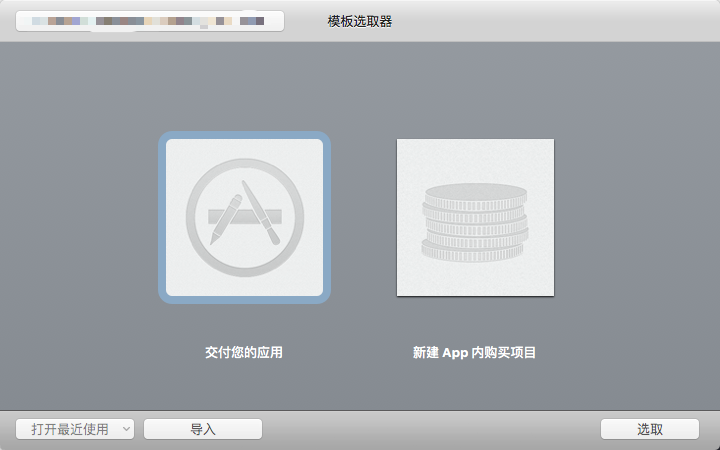 模板选取器
交付您的应用
新建 App 内购买项目
打开最近使用
导入
选取